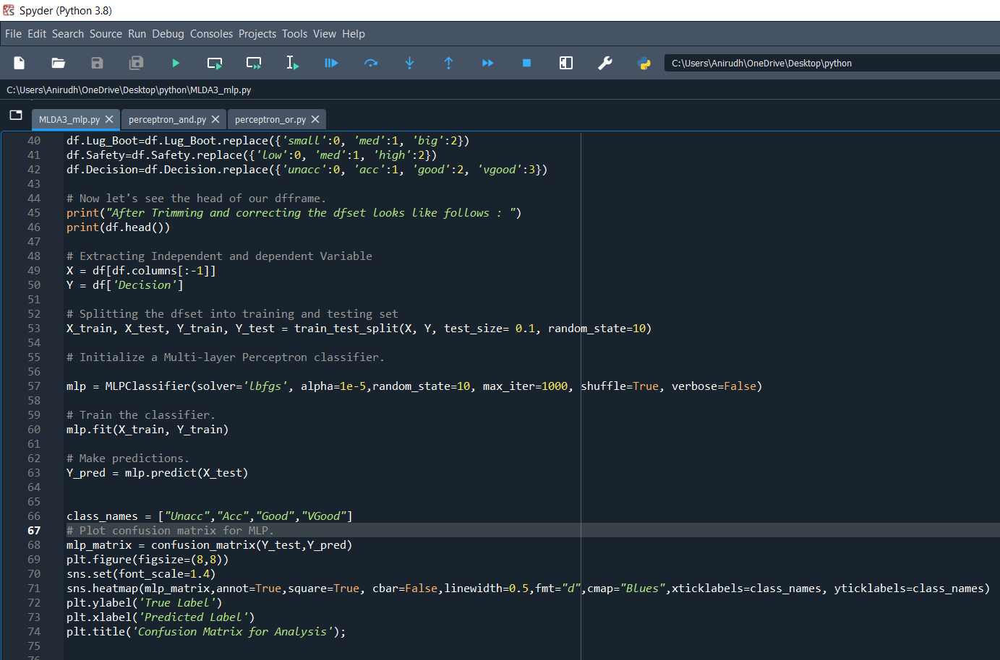 Spyder (Python 3.8)
File Edit Search Source Run Debug Consoles Projects Tools View Help
C:\Users\Anirudh\OneDrive\Desktop\python
C:\Users\Anirudh\OneDrive\Desktop\python\MLDA3_mlp.py
MLDA3_mlp.py perceptron_and.py perceptron_or.py
40 df.Lug_Boot=df.Lug_Boot.replace({'small':0, 'med':1, 'big':2})
41 df.Safety=df.Safety.replace({'low':0, 'med':1, 'high':2})
42 df.Decision=df.Decision.replace({'unacc':0, 'acc':1, 'good':2, 'vgood':3})
43
44 # Now let's see the head of our dfframe.
45 print("After Trimming and correcting the dfset looks like follows : ")
46 print(df.head())
47
48 # Extracting Independent and dependent Variable
49 X = df[df.columns[:-1]]
50 Y = df['Decision']
51
52 # Splitting the dfset into training and testing set
53 X_train, X_test, Y_train, Y_test = train_test_split(X, Y, test_size= 0.1, random_state=10)
54
55 # Initialize a Multi-layer Perceptron classifier.
56
57 mlp = MLPClassifier(solver='lbfgs', alpha=1e-5,random_state=10, max_iter=1000, shuffle=True, verbose=False)
58
59 # Train the classifier.
60 mlp.fit(X_train, Y_train)
61
62 # Make predictions.
63 Y_pred = mlp.predict(X_test)
64
65
66 class_names = ["Unacc","Acc","Good","VGood"]
67 # Plot confusion matrix for MLP.
68 mlp_matrix = confusion_matrix(Y_test,Y_pred)
69 plt.figure(figsize=(8,8))
70 sns.set(font_scale=1.4)
71 sns.heatmap(mlp_matrix,annot=True,square=True, cbar=False,linewidth=0.5,fmt="d",cmap="Blues",xticklabels=class_names, yticklabels=class_names)
72 plt.ylabel('True Label')
73 plt.xlabel('Predicted Label')
74 plt.title('Confusion Matrix for Analysis');
75
76